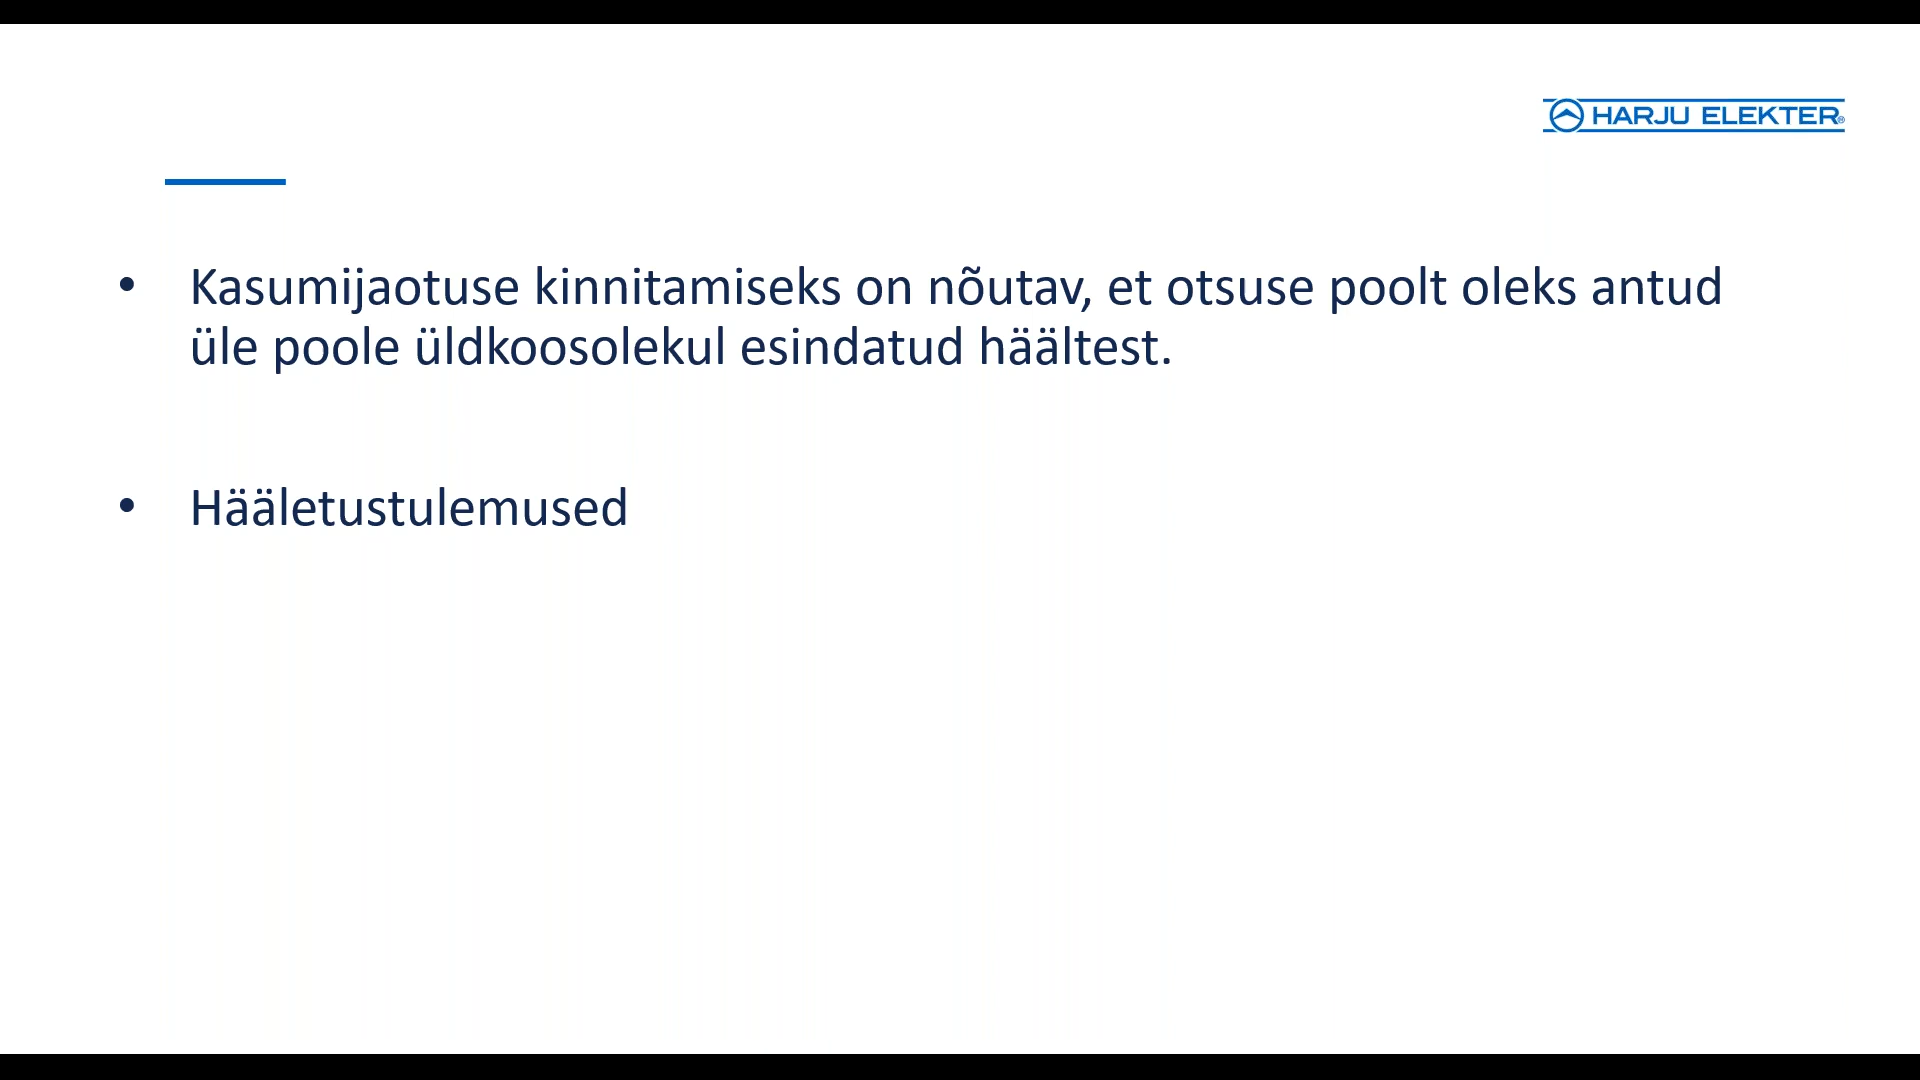 HARJU ELEKTER®
• Kasumijaotuse kinnitamiseks on nõutav, et otsuse poolt oleks antud
üle poole üldkoosolekul esindatud häältest.
• Hääletustulemused